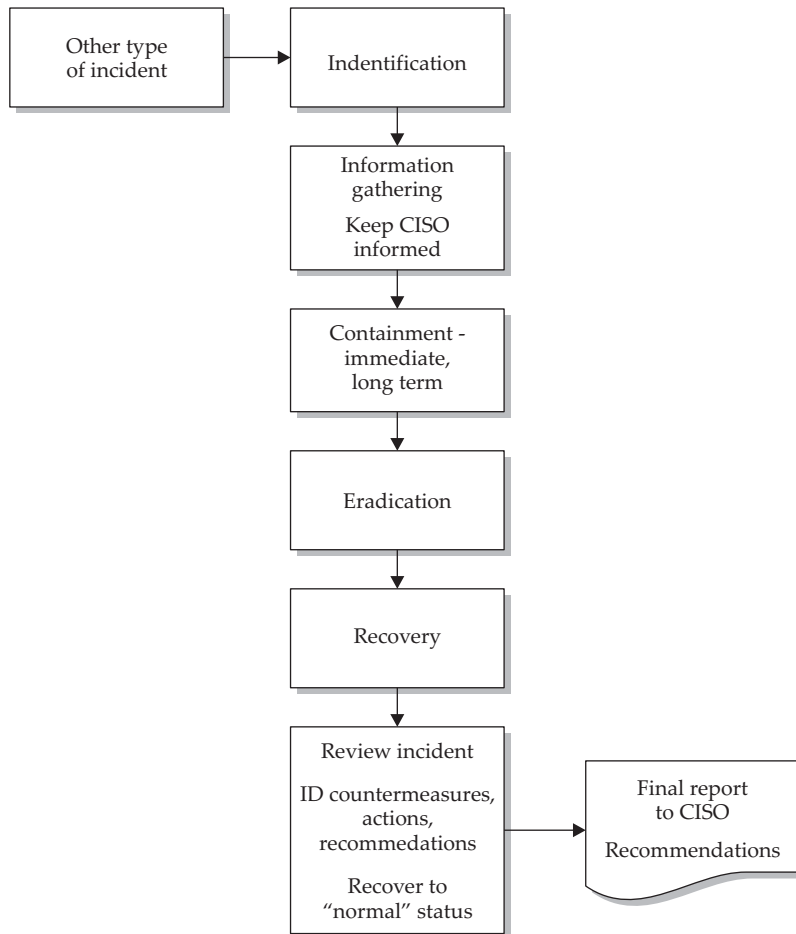 Other type
of incident
Indentification
Information
gathering
Keep CISO
informed
Containment -
immediate,
long term
Eradication
Recovery
Review incident
ID countermeasures,
actions,
recommedations
Recover to
“normal” status
Final report
to CISO
Recommendations